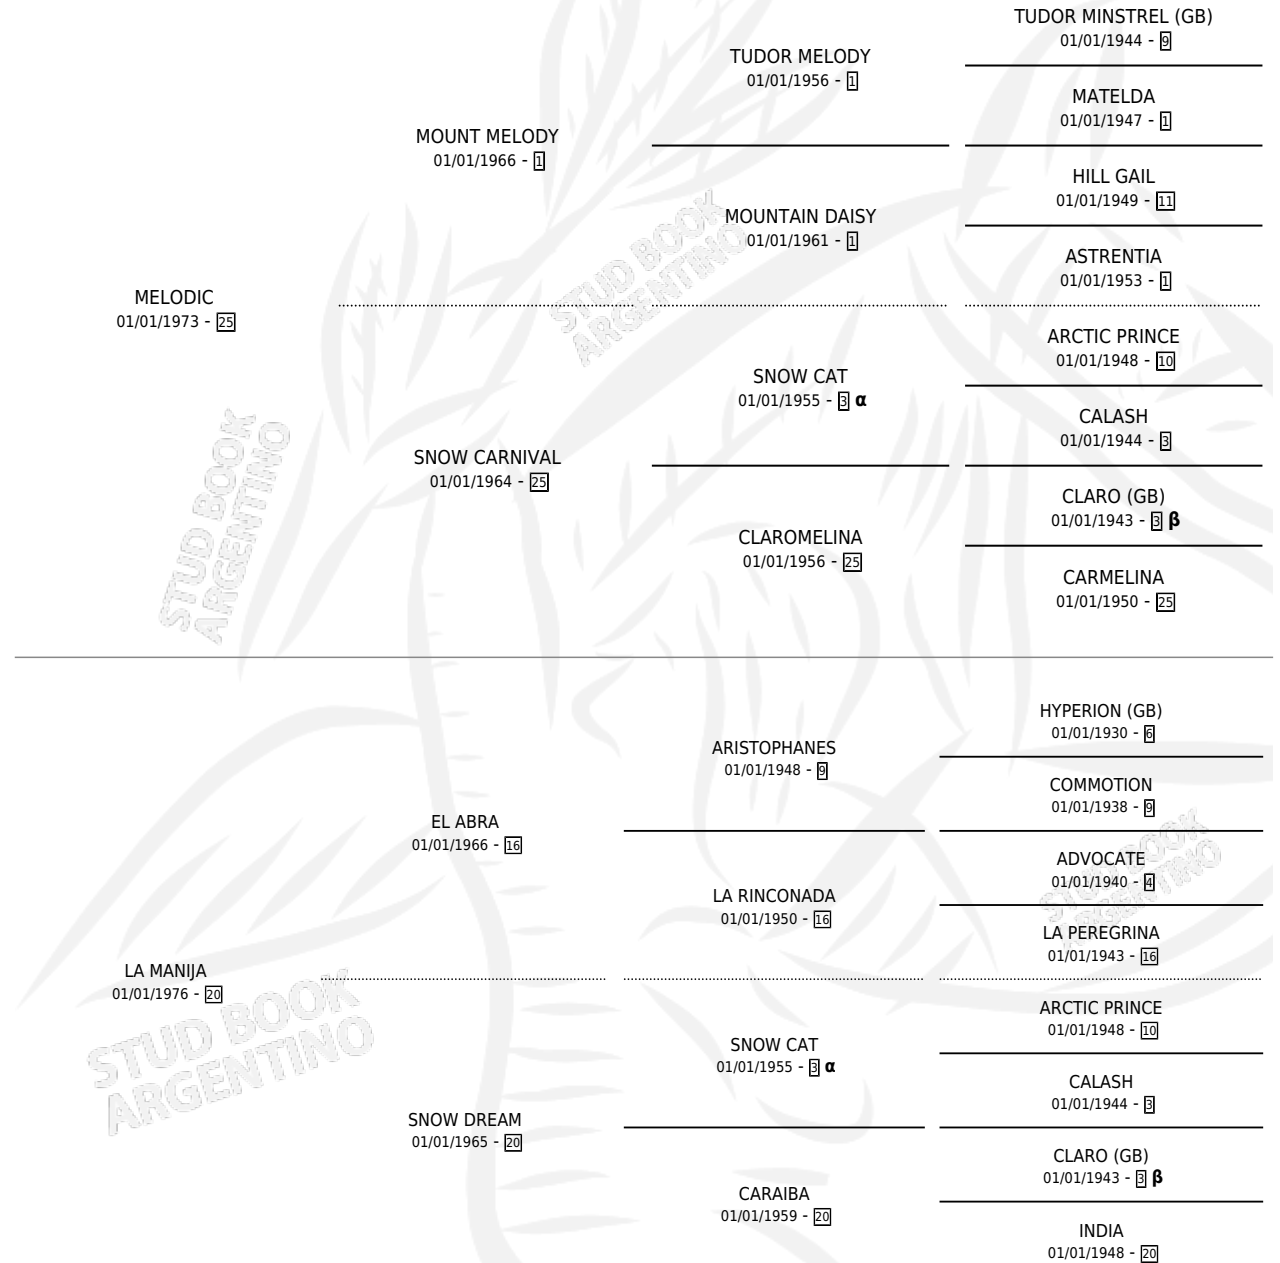 TUDOR MINSTREL (GB)
01/01/1944 - 9
TUDOR MELODY
01/01/1956 - 1
MATELDA
01/01/1947 - 1
MOUNT MELODY
01/01/1966 - 1
HILL GAIL
01/01/1949 - 11
MOUNTAIN DAISY
01/01/1961 - 1
ASTRENTIA
01/01/1953 - 1
MELODIC
01/01/1973 - 25
ARCTIC PRINCE
01/01/1948 - 10
SNOW CAT
01/01/1955 - 3 α
CALASH
01/01/1944 - 3
SNOW CARNIVAL
01/01/1964 - 25
CLARO (GB)
01/01/1943 - 3 β
CLAROMELINA
01/01/1956 - 25
CARMELINA
01/01/1950 - 25
HYPERION (GB)
01/01/1930 - 6
ARISTOPHANES
01/01/1948 - 9
COMMOTION
01/01/1938 - 9
EL ABRA
01/01/1966 - 16
ADVOCATE
01/01/1940 - 4
LA RINCONADA
01/01/1950 - 16
LA PEREGRINA
01/01/1943 - 16
LA MANIJA
01/01/1976 - 20
ARCTIC PRINCE
01/01/1948 - 10
SNOW CAT
01/01/1955 - 3 α
CALASH
01/01/1944 - 3
SNOW DREAM
01/01/1965 - 20
CLARO (GB)
01/01/1943 - 3 β
CARAIBA
01/01/1959 - 20
INDIA
01/01/1948 - 20
STUD BOOK
ARGENTINO
STUD BOOK
ARGENTINO
STUD BOOK
ARGENTINO
STUD BOOK
ARGENTINO